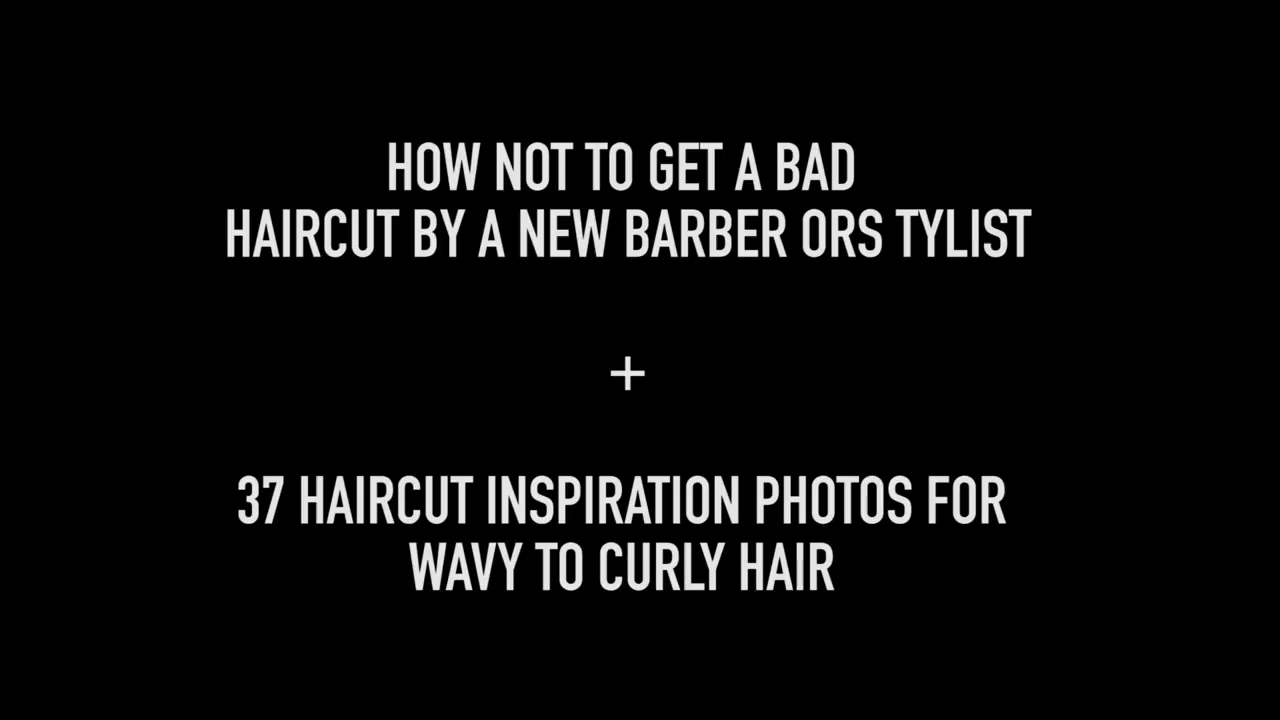 HOW NOT TO GET A BAD
HAIRCUT BY A NEW BARBER ORS TYLIST
+
37 HAIRCUT INSPIRATION PHOTOS FOR
WAVY TO CURLY HAIR